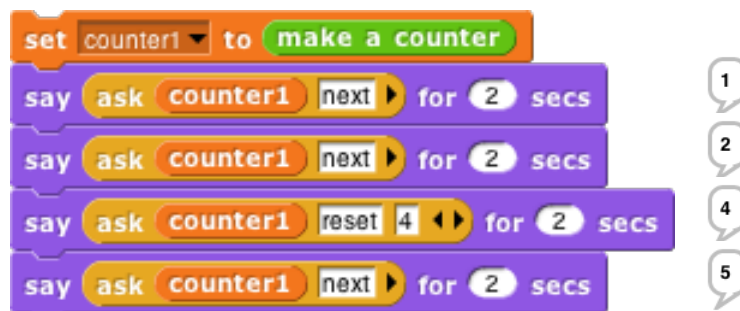 set counter1 to make a counter
say ask counter1 next for 2 secs 1
say ask counter1 next for 2 secs 2
say ask counter1 reset 4 for 2 secs 4
say ask counter1 next for 2 secs 5